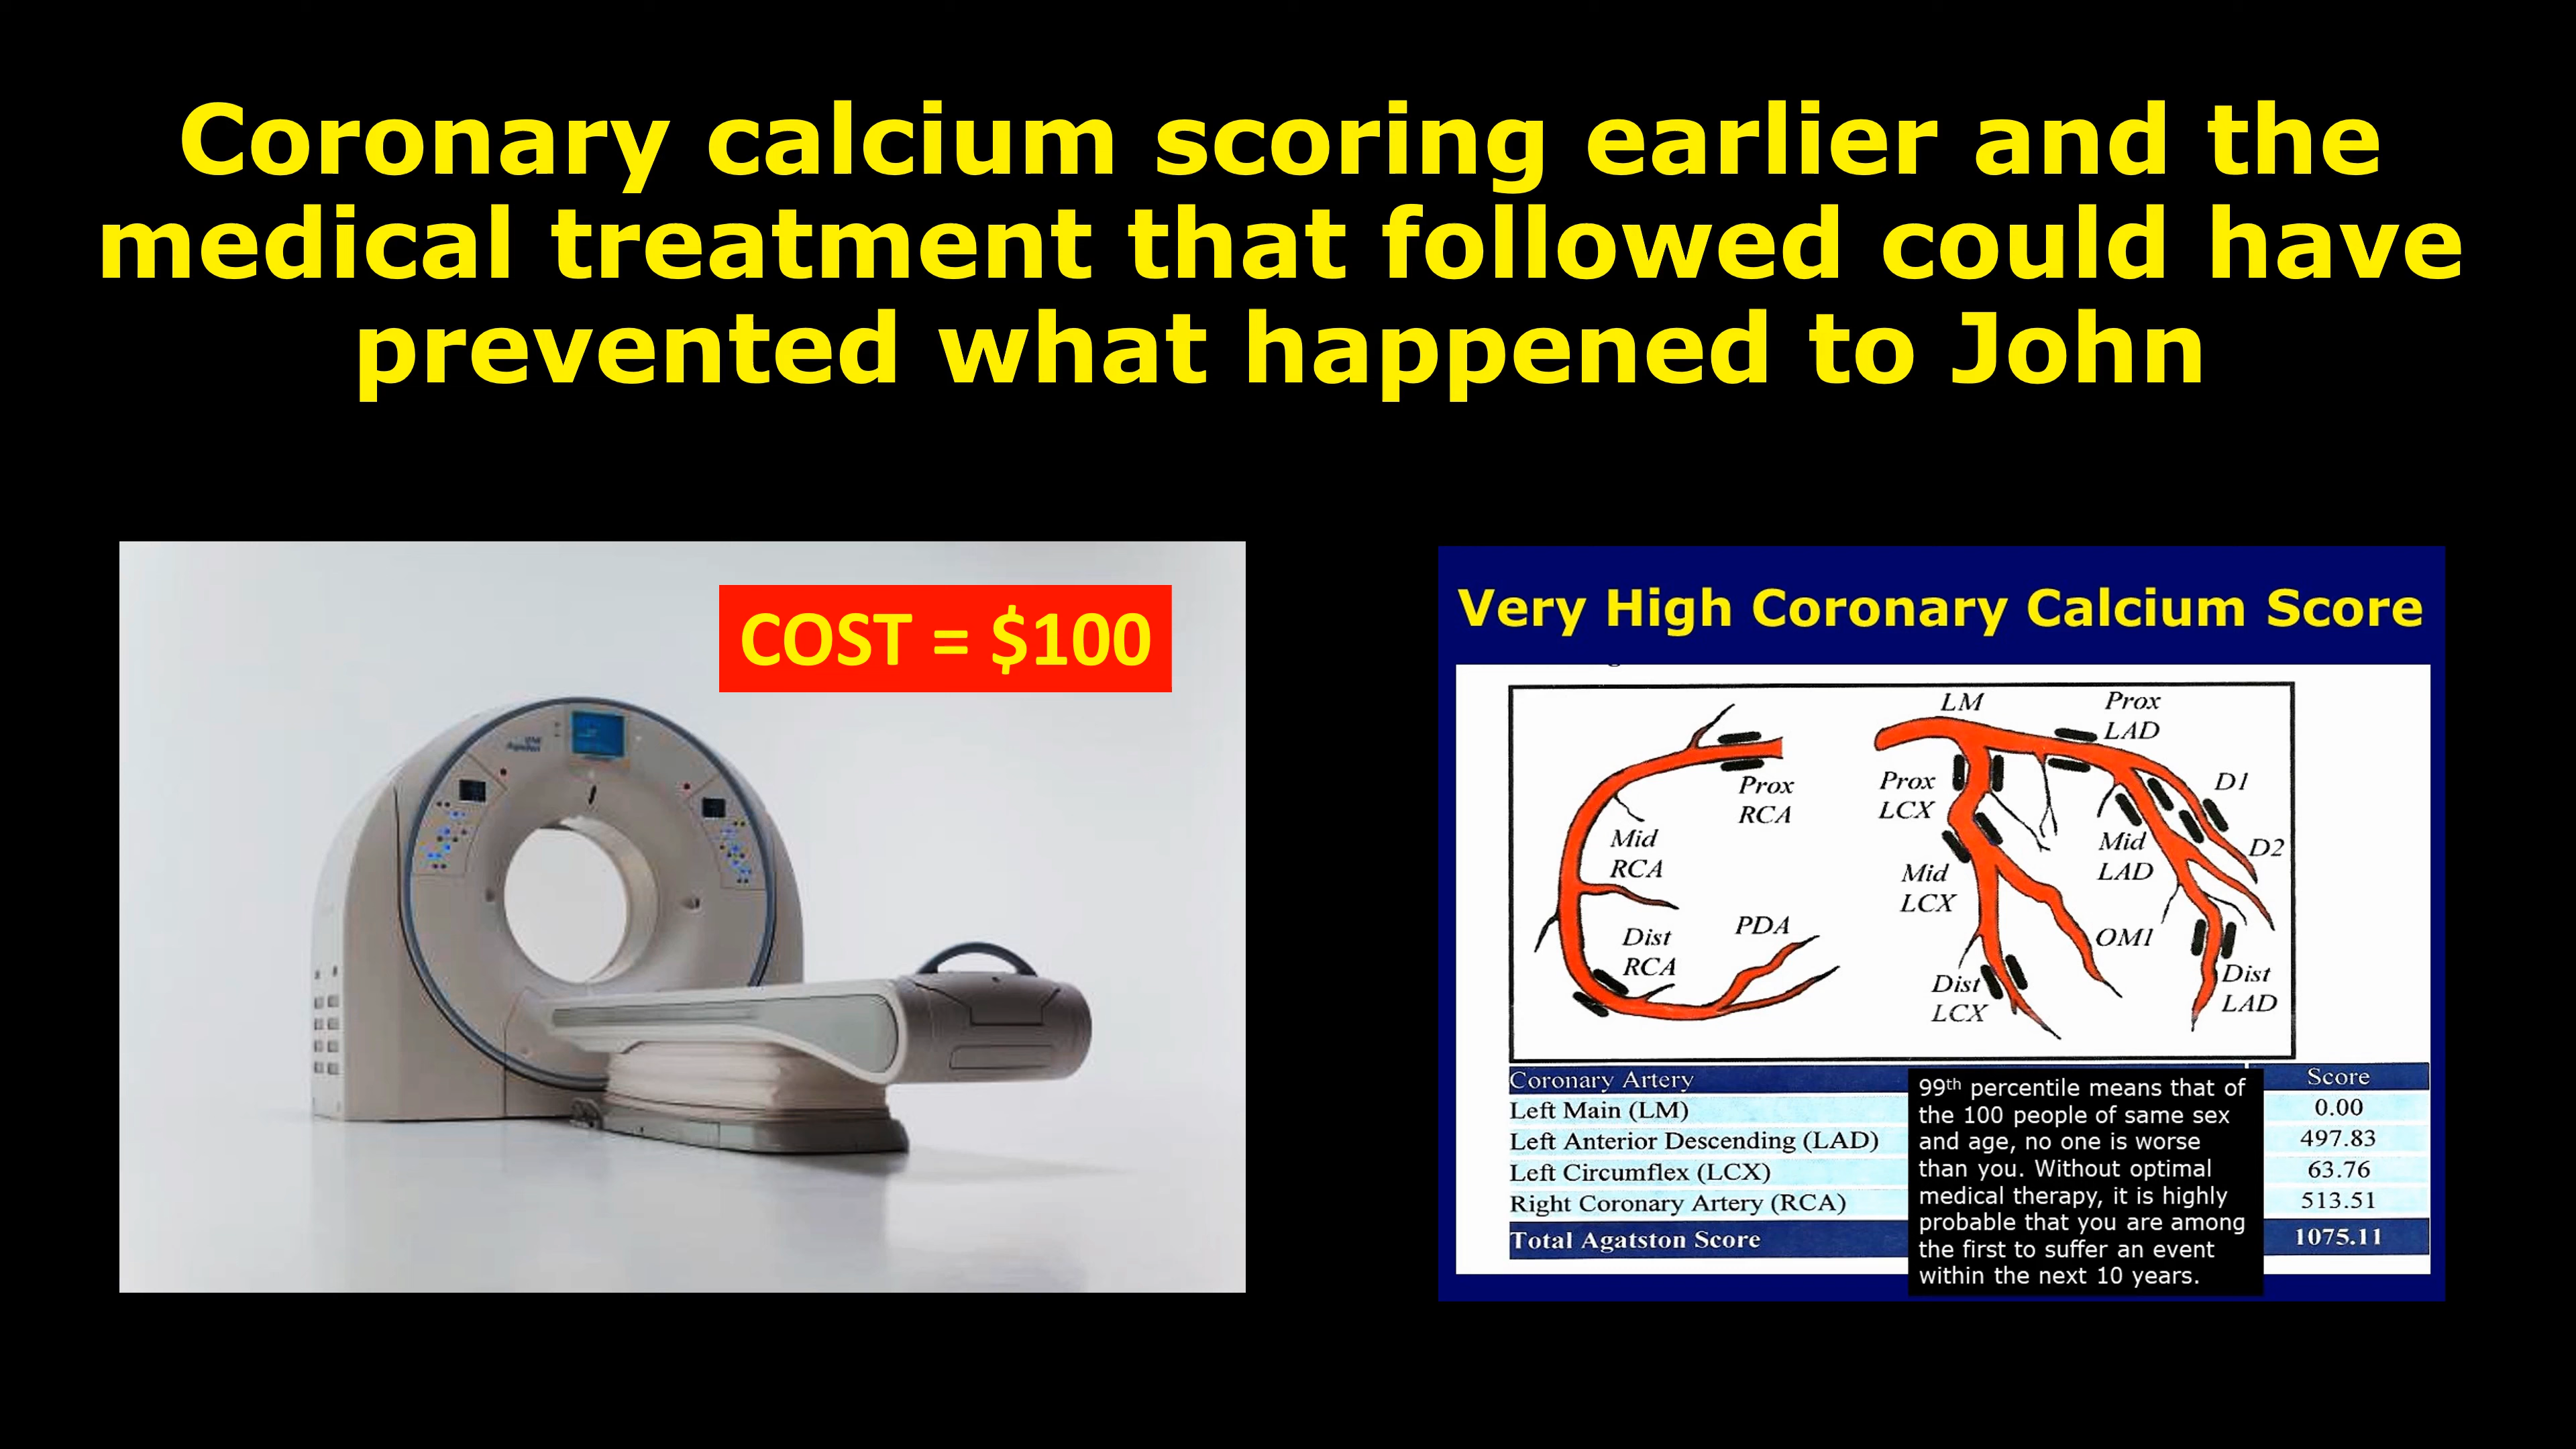 Coronary calcium scoring earlier and the
medical treatment that followed could have
prevented what happened to John
COST = $100
Very High Coronary Calcium Score
LM
Prox
LAD
Prox
RCA
Prox
LCX
D1
Mid
RCA
Mid
LAD
D2
Mid
LCX
Dist
RCA
PDA
OM1
Dist
LCX
Dist
LAD
Coronary Artery
Score
Left Main (LM)
0.00
Left Anterior Descending (LAD)
497.83
Left Circumflex (LCX)
63.76
Right Coronary Artery (RCA)
513.51
Total Agatston Score
1075.11
99th percentile means that of
the 100 people of same sex
and age, no one is worse
than you. Without optimal
medical therapy, it is highly
probable that you are among
the first to suffer an event
within the next 10 years.